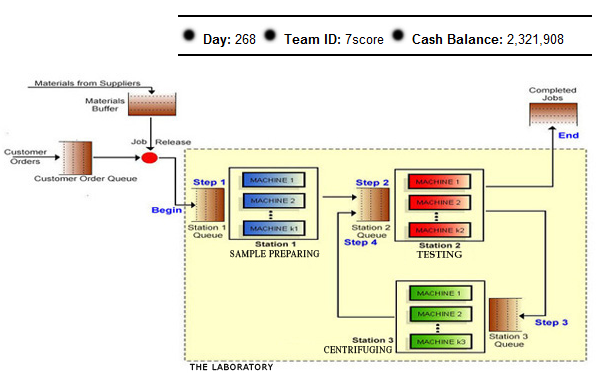 Day: 268 Team ID: 7score Cash Balance: 2,321,908
Materials from Suppliers
Materials
Buffer
Job Release
Customer
Orders
Customer Order Queue
Completed
Jobs
End
Begin
Step 1
Station 1
Queue
MACHINE 1
MACHINE 2
MACHINE k1
Station 1
SAMPLE PREPARING
Step 2
Station 2
Queue
Step 4
MACHINE 1
MACHINE 2
MACHINE k2
Station 2
TESTING
MACHINE 1
MACHINE 2
MACHINE k3
Station 3
CENTRIFUGING
Step 3
Station 3
Queue
THE LABORATORY